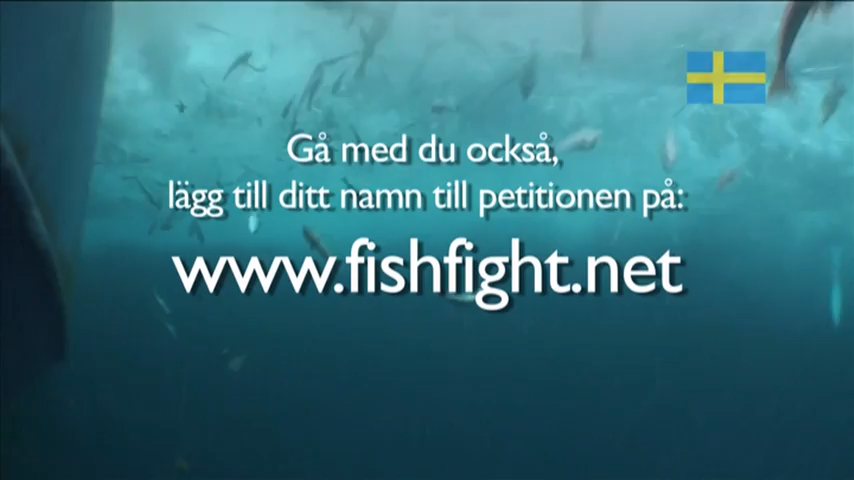 Gå med du också,
lägg till ditt namn till petitionen på:
www.fishfight.net